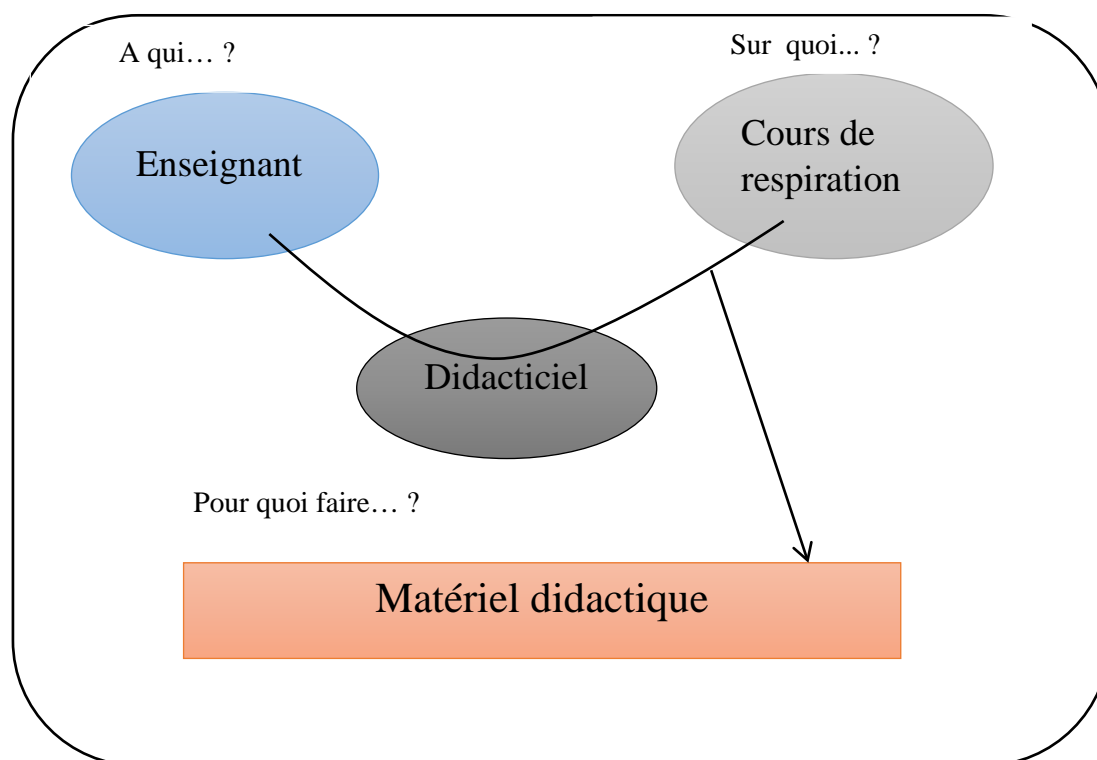 A qui… ?
Sur quoi... ?
Enseignant
Cours de
respiration
Didacticiel
Pour quoi faire… ?
Matériel didactique